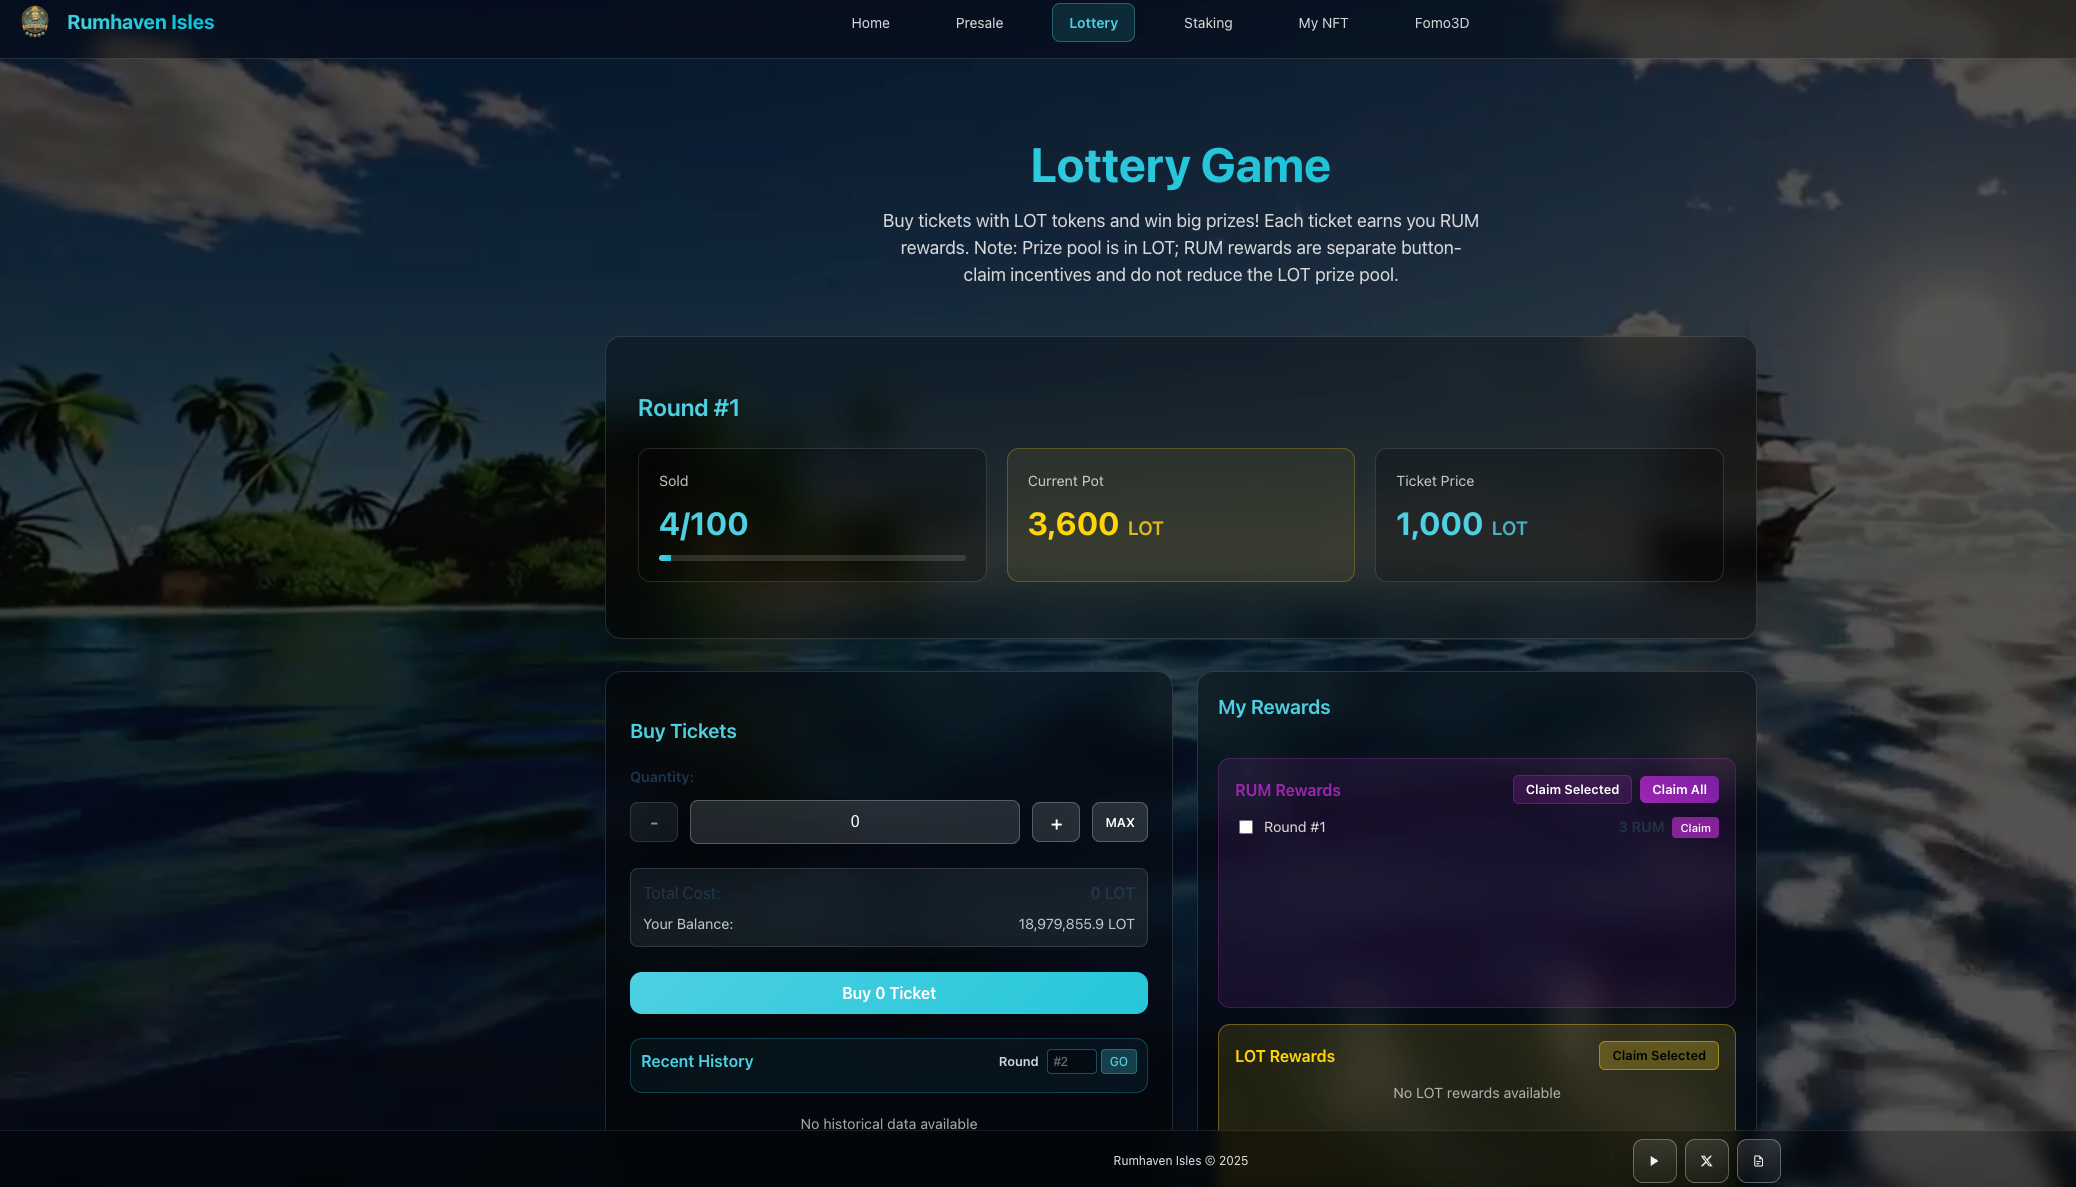 Rumhaven Isles
Home
Presale
Lottery
Staking
My NFT
Fomo3D
Lottery Game
Buy tickets with LOT tokens and win big prizes! Each ticket earns you RUM
rewards. Note: Prize pool is in LOT; RUM rewards are separate button-
claim incentives and do not reduce the LOT prize pool.
Round #1
Sold
4/100
Current Pot
3,600 LOT
Ticket Price
1,000 LOT
Buy Tickets
Quantity:
-
0
+
MAX
Total Cost:
0 LOT
Your Balance:
18,979,855.9 LOT
Buy 0 Ticket
Recent History
Round
#2
GO
No historical data available
My Rewards
RUM Rewards
Claim Selected
Claim All
Round #1
3 RUM
Claim
LOT Rewards
Claim Selected
No LOT rewards available
Rumhaven Isles © 2025